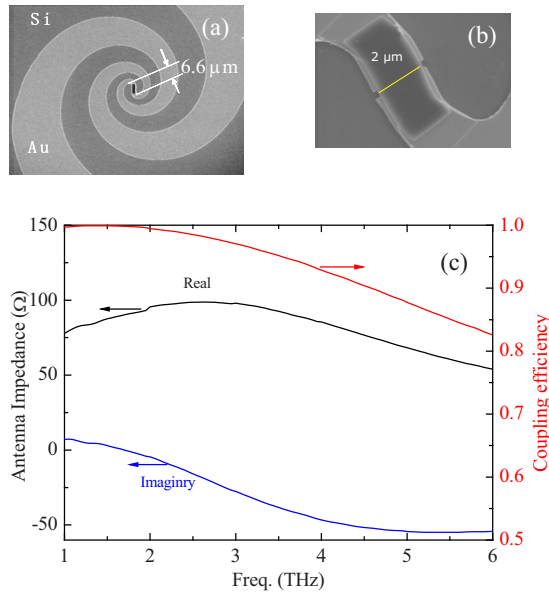 Si
(a)
6.6 μm
Au
(b)
2 μm
(c)
Antenna Impedance (Ω)
150
100
50
0
-50
Real
Imaginry
1.0
0.9
0.8
0.7
0.6
0.5
Coupling efficiency
1 2 3 4 5 6
Freq. (THz)